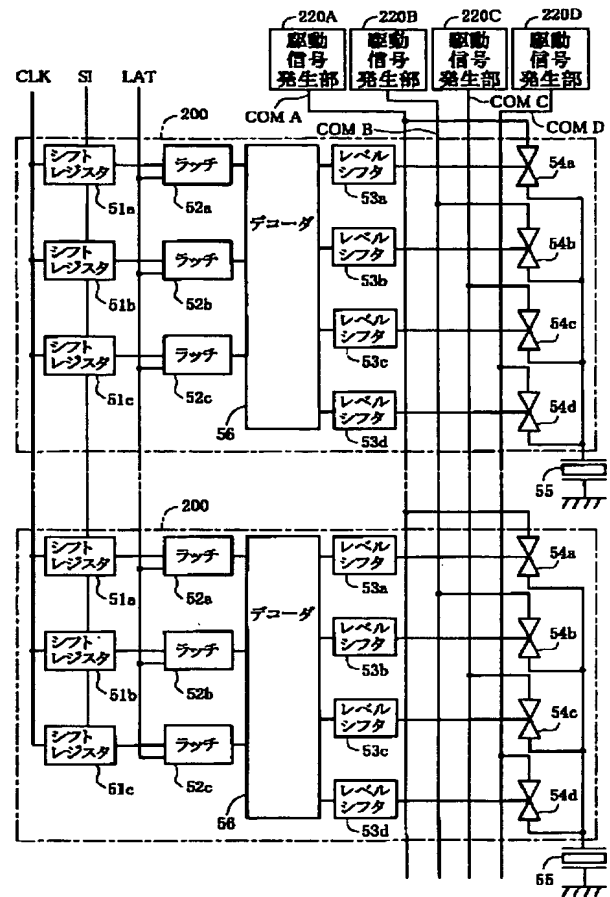 220A 220B 220C 220D
駆動 駆動 駆動 駆動
信号 信号 信号 信号
発生部 発生部 発生部 発生部
CLK SI LAT
COM A COM B COM C COM D
200
シフト
レジスタ
51a
ラッチ
52a
デコーダ
レベル
シフタ
53a
54a
シフト
レジスタ
51b
ラッチ
52b
レベル
シフタ
53b
54b
シフト
レジスタ
51c
ラッチ
52c
レベル
シフタ
53c
54c
56
レベル
シフタ
53d
54d
55
200
シフト
レジスタ
51a
ラッチ
52a
デコーダ
レベル
シフタ
53a
54a
シフト
レジスタ
51b
ラッチ
52b
レベル
シフタ
53b
54b
シフト
レジスタ
51c
ラッチ
52c
レベル
シフタ
53c
54c
56
レベル
シフタ
53d
54d
55